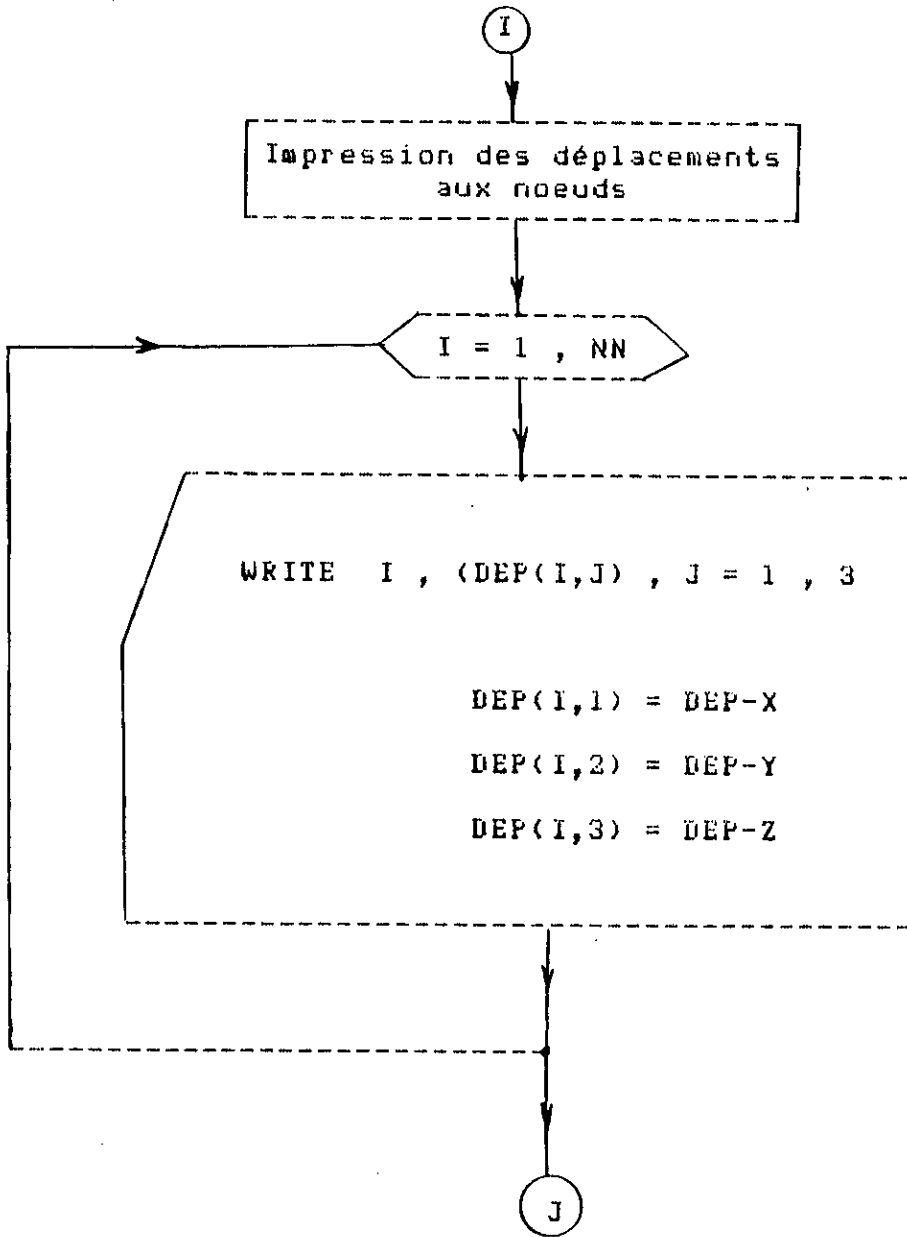 I
Impression des déplacements
aux noeuds
I = 1 , NN
WRITE I , (DEP(I,J) , J = 1 , 3
DEP(I,1) = DEP-X
DEP(I,2) = DEP-Y
DEP(I,3) = DEP-Z
J